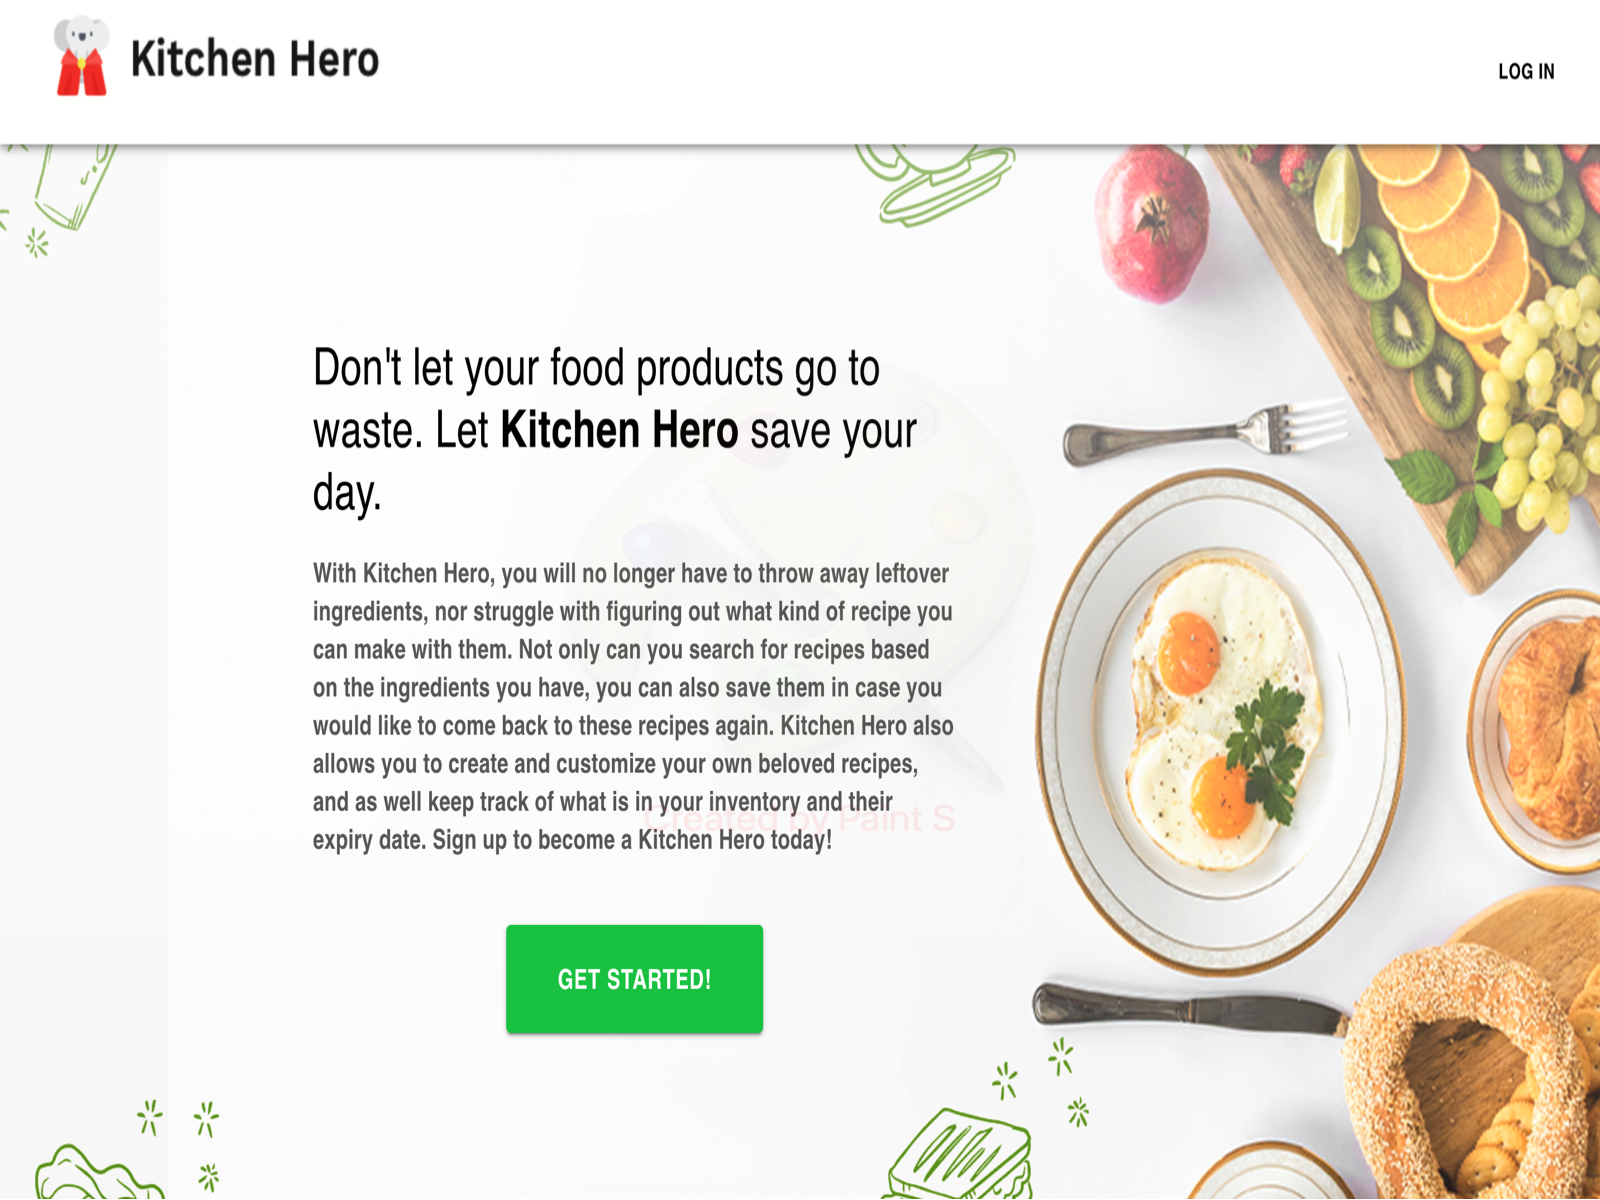 Kitchen Hero
LOG IN
Don't let your food products go to
waste. Let Kitchen Hero save your
day.
With Kitchen Hero, you will no longer have to throw away leftover
ingredients, nor struggle with figuring out what kind of recipe you
can make with them. Not only can you search for recipes based
on the ingredients you have, you can also save them in case you
would like to come back to these recipes again. Kitchen Hero also
allows you to create and customize your own beloved recipes,
and as well keep track of what is in your inventory and their
Created by Paint S
expiry date. Sign up to become a Kitchen Hero today!
GET STARTED!